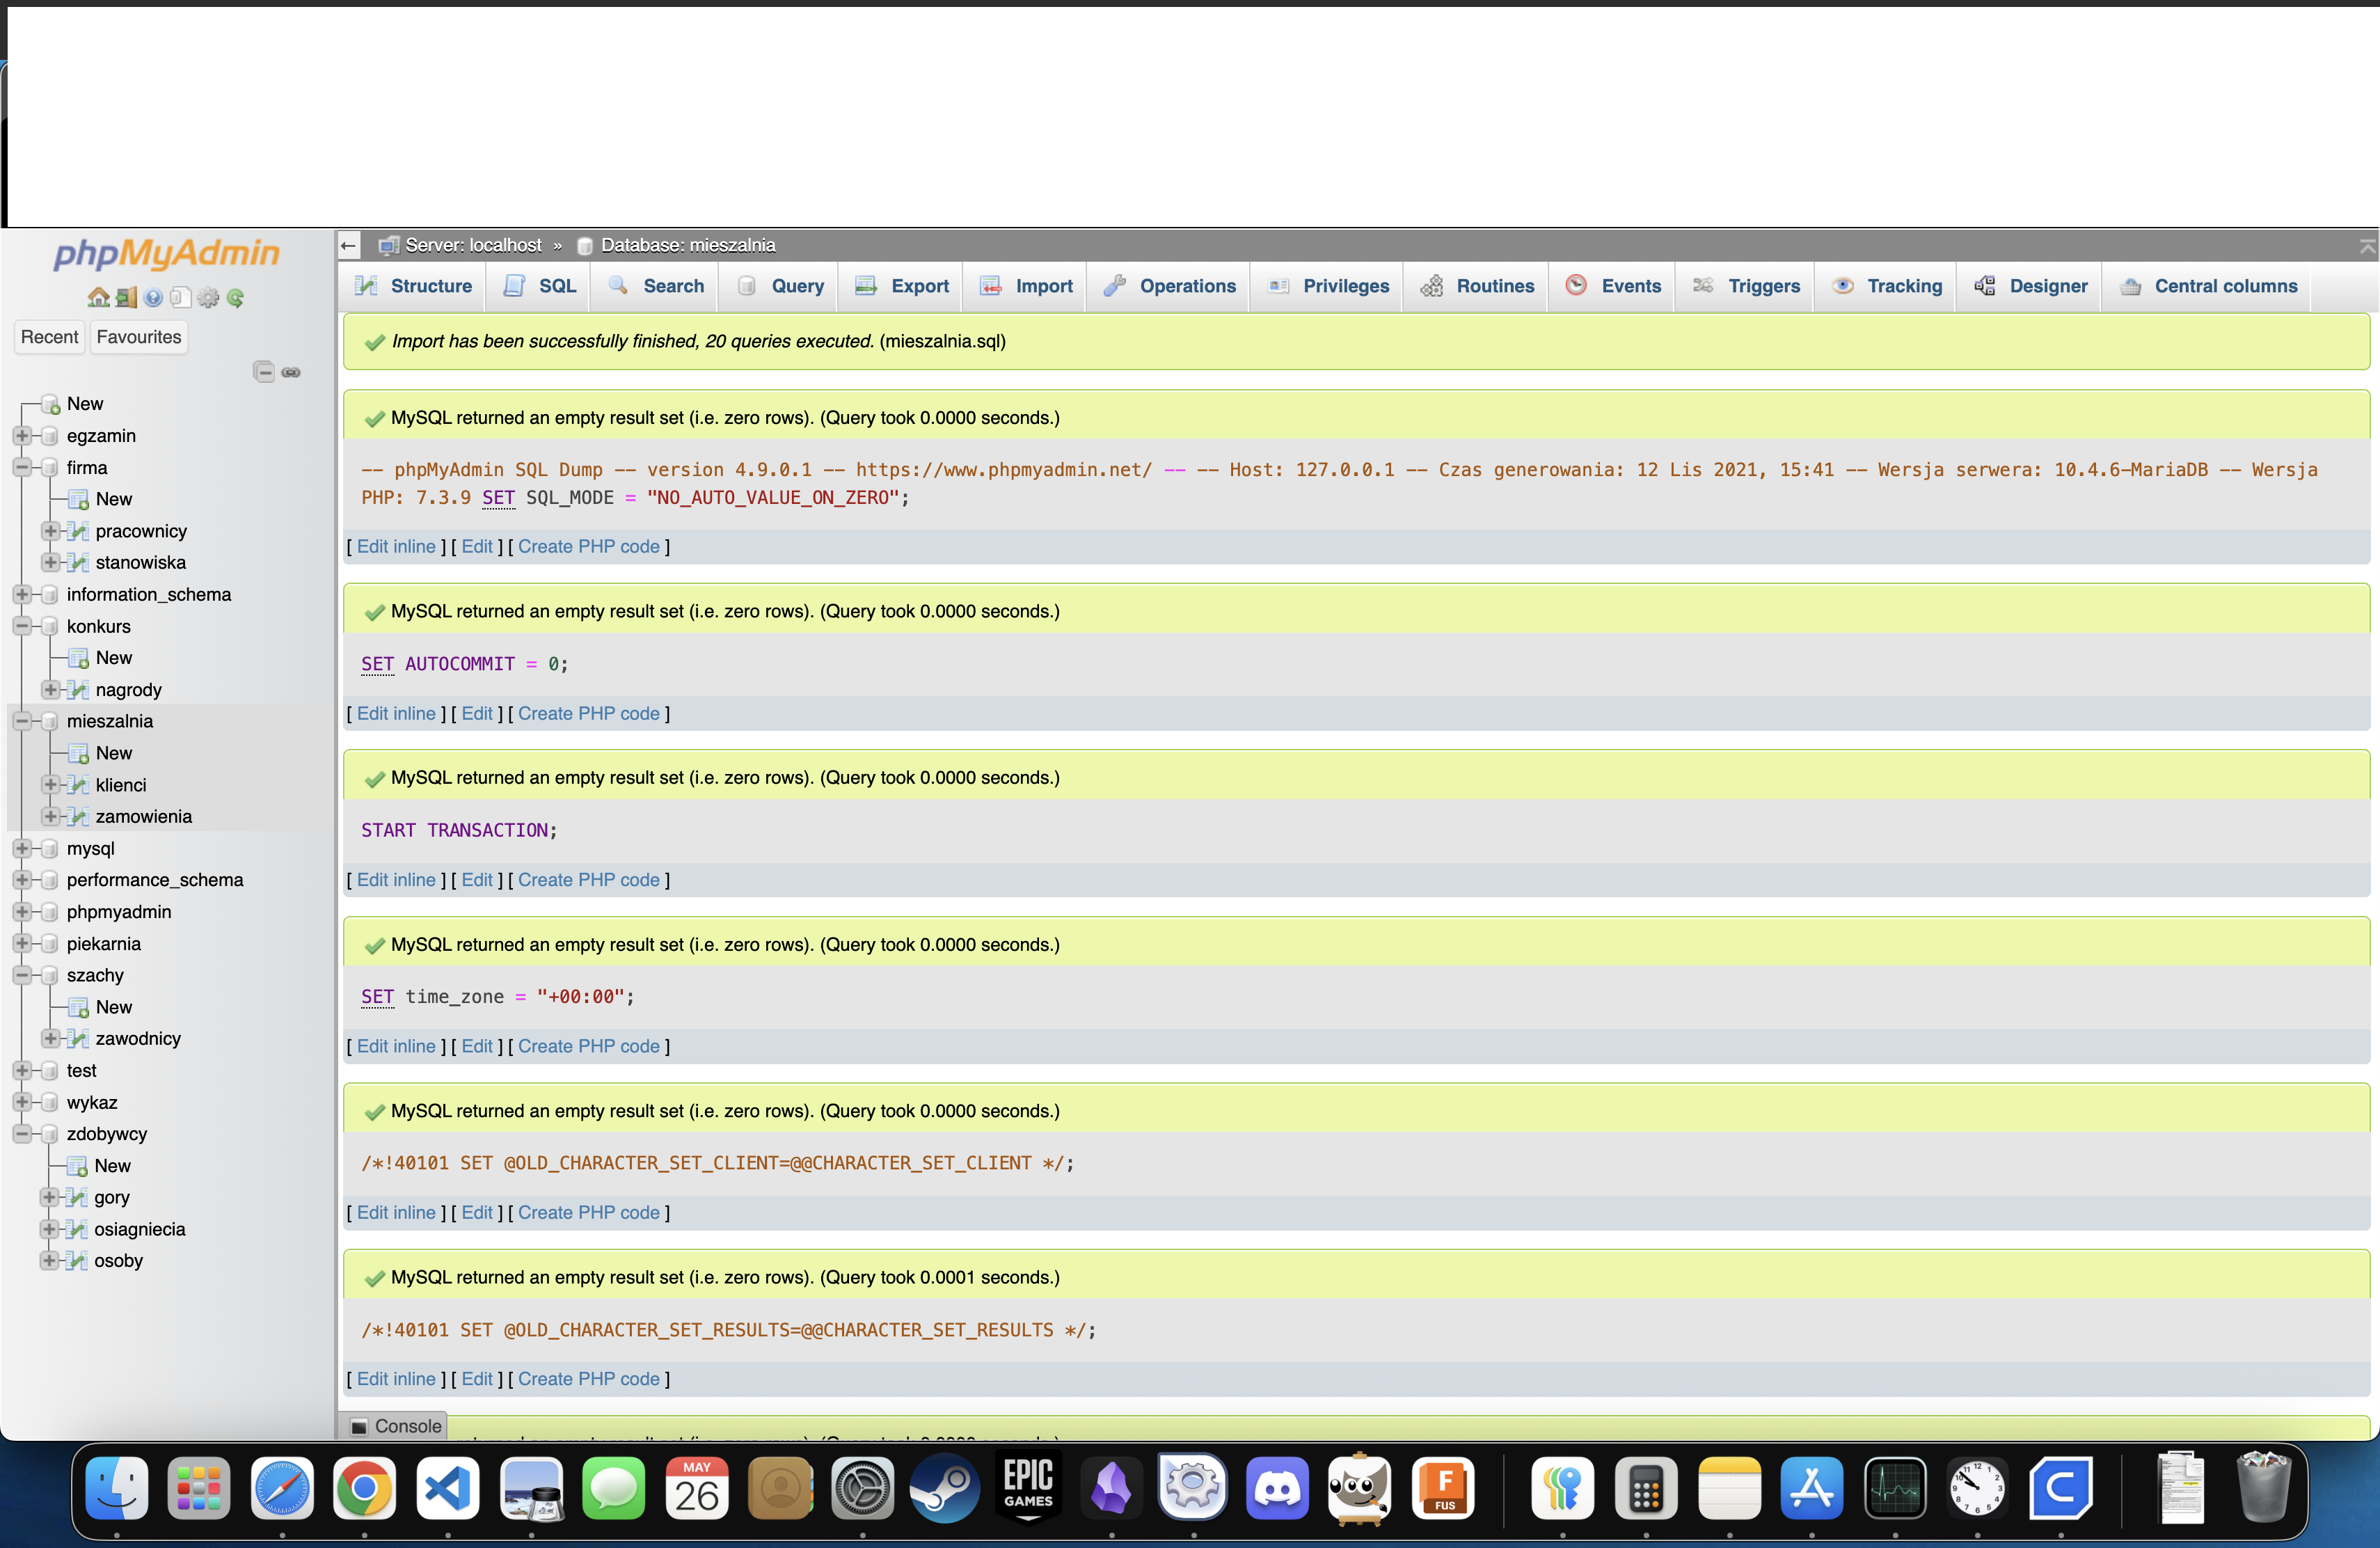 phpMyAdmin
Recent Favourites
New
egzamin
firma
New
pracownicy
stanowiska
information_schema
konkurs
New
nagrody
mieszalnia
New
klienci
zamowienia
mysql
performance_schema
phpmyadmin
piekarnia
szachy
New
zawodnicy
test
wykaz
zdobywcy
New
gory
osiagniecia
osoby
← Server: localhost » Database: mieszalnia
Structure SQL Search Query Export Import Operations Privileges Routines Events Triggers Tracking Designer Central columns
Import has been successfully finished, 20 queries executed. (mieszalnia.sql)
MySQL returned an empty result set (i.e. zero rows). (Query took 0.0000 seconds.)
-- phpMyAdmin SQL Dump -- version 4.9.0.1 -- https://www.phpmyadmin.net/ -- -- Host: 127.0.0.1 -- Czas generowania: 12 Lis 2021, 15:41 -- Wersja serwera: 10.4.6-MariaDB -- Wersja
PHP: 7.3.9 SET SQL_MODE = "NO_AUTO_VALUE_ON_ZERO";
[ Edit inline ] [ Edit ] [ Create PHP code ]
MySQL returned an empty result set (i.e. zero rows). (Query took 0.0000 seconds.)
SET AUTOCOMMIT = 0;
[ Edit inline ] [ Edit ] [ Create PHP code ]
MySQL returned an empty result set (i.e. zero rows). (Query took 0.0000 seconds.)
START TRANSACTION;
[ Edit inline ] [ Edit ] [ Create PHP code ]
MySQL returned an empty result set (i.e. zero rows). (Query took 0.0000 seconds.)
SET time_zone = "+00:00";
[ Edit inline ] [ Edit ] [ Create PHP code ]
MySQL returned an empty result set (i.e. zero rows). (Query took 0.0000 seconds.)
/*!40101 SET @OLD_CHARACTER_SET_CLIENT=@@CHARACTER_SET_CLIENT */;
[ Edit inline ] [ Edit ] [ Create PHP code ]
MySQL returned an empty result set (i.e. zero rows). (Query took 0.0001 seconds.)
/*!40101 SET @OLD_CHARACTER_SET_RESULTS=@@CHARACTER_SET_RESULTS */;
[ Edit inline ] [ Edit ] [ Create PHP code ]
Console
MAY
26
EPIC
GAMES
F
FUS